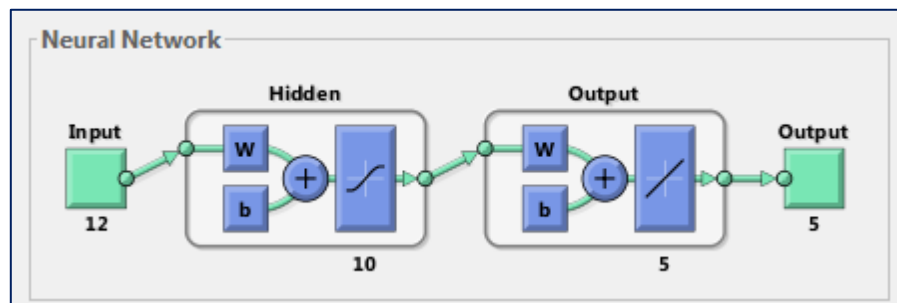 Neural Network
Hidden Output
Input Output
W W
+ +
b b
12 5
10 5